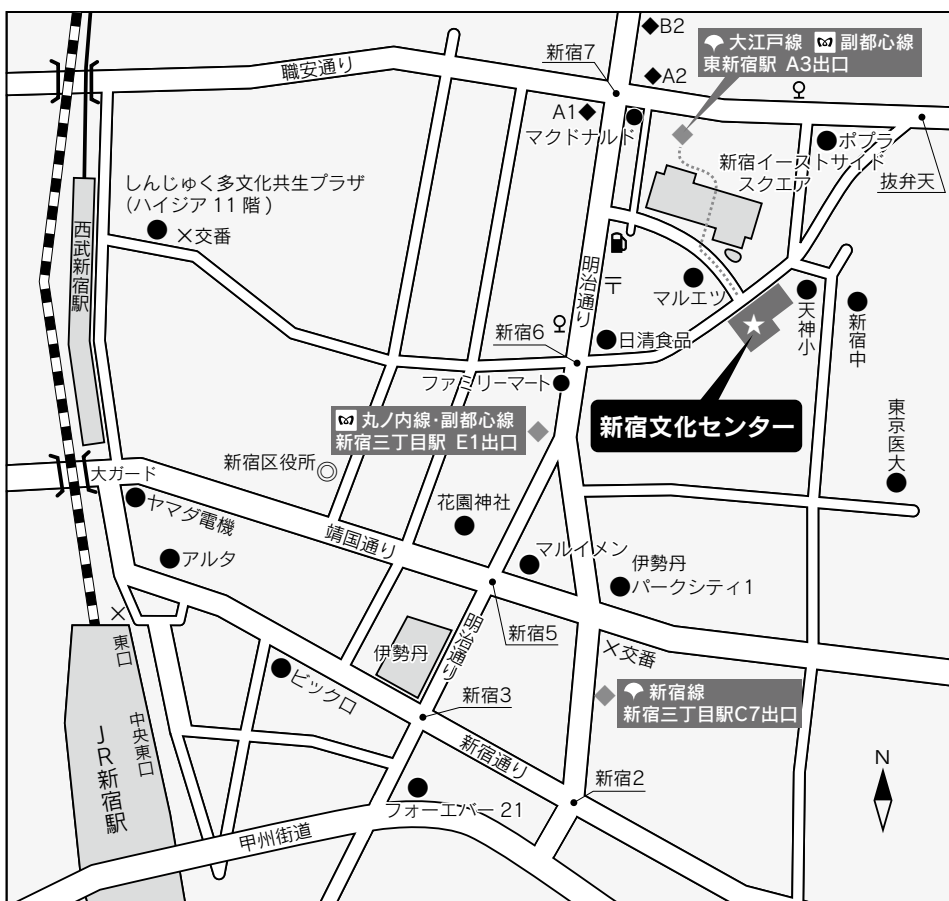 B2
大江戸線 副都心線
東新宿駅 A3出口
新宿7
職安通り
A2
A1
マクドナルド
ポプラ
新宿イーストサイド
スクエア
抜弁天
しんじゅく多文化共生プラザ
(ハイジア 11 階 )
×交番
西武新宿駅
明治通り
〒
マルエツ
天神小
新宿中
新宿6
日清食品
ファミリーマート
新宿文化センター
丸ノ内線・副都心線
新宿三丁目駅 E1出口
東京医大
新宿区役所
大ガード
ヤマダ電機
花園神社
靖国通り
マルイメン
アルタ
伊勢丹
パークシティ1
×
東口
伊勢丹
明治通り
新宿5
×交番
ビックロ
新宿3
新宿線
新宿三丁目駅C7出口
中央東口
JR新宿駅
新宿通り
新宿2
N
フォーエバー 21
甲州街道